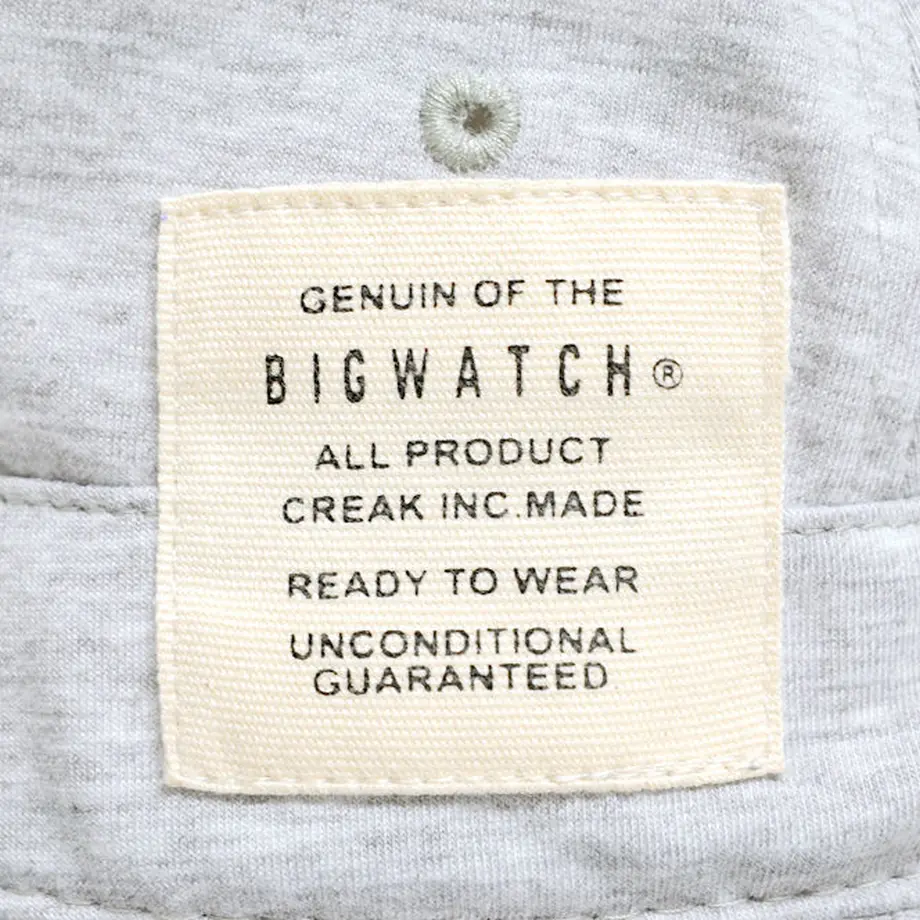 GENUIN OF THE
BIGWATCH®
ALL PRODUCT
CREAK INC.MADE
READY TO WEAR
UNCONDITIONAL
GUARANTEED